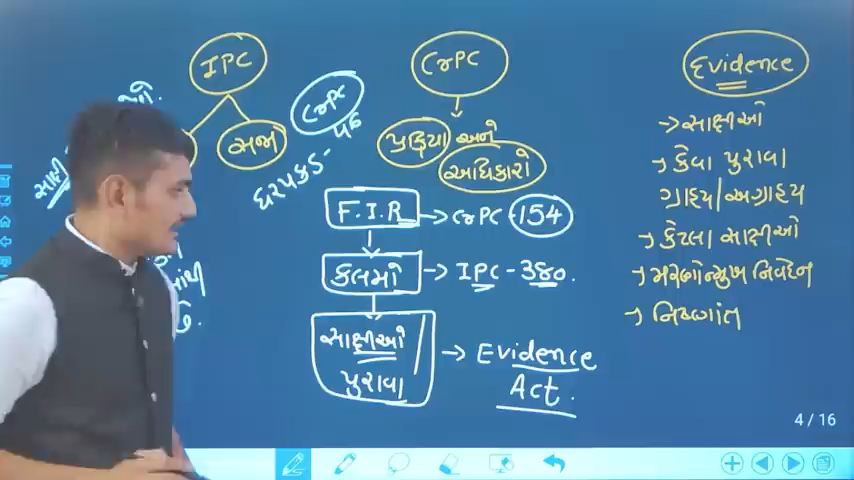 IPC
સજા
CrPC
ધરપકડ-
CrPC
પ્રક્રિયા અને
અધિકારો
F.I.R → CrPC - 154
કલમો → IPC - 380.
સાક્ષીઓ
પુરાવા
→ Evidence
Act.
Evidence
→ સાક્ષીઓ
→ કેવા પુરાવા
ગ્રાહ્ય/અગ્રાહ્ય
→ કેટલા સાક્ષીઓ
→ મરણોન્મુખ નિવેદન
→ નિષ્ણાંત
4 / 16